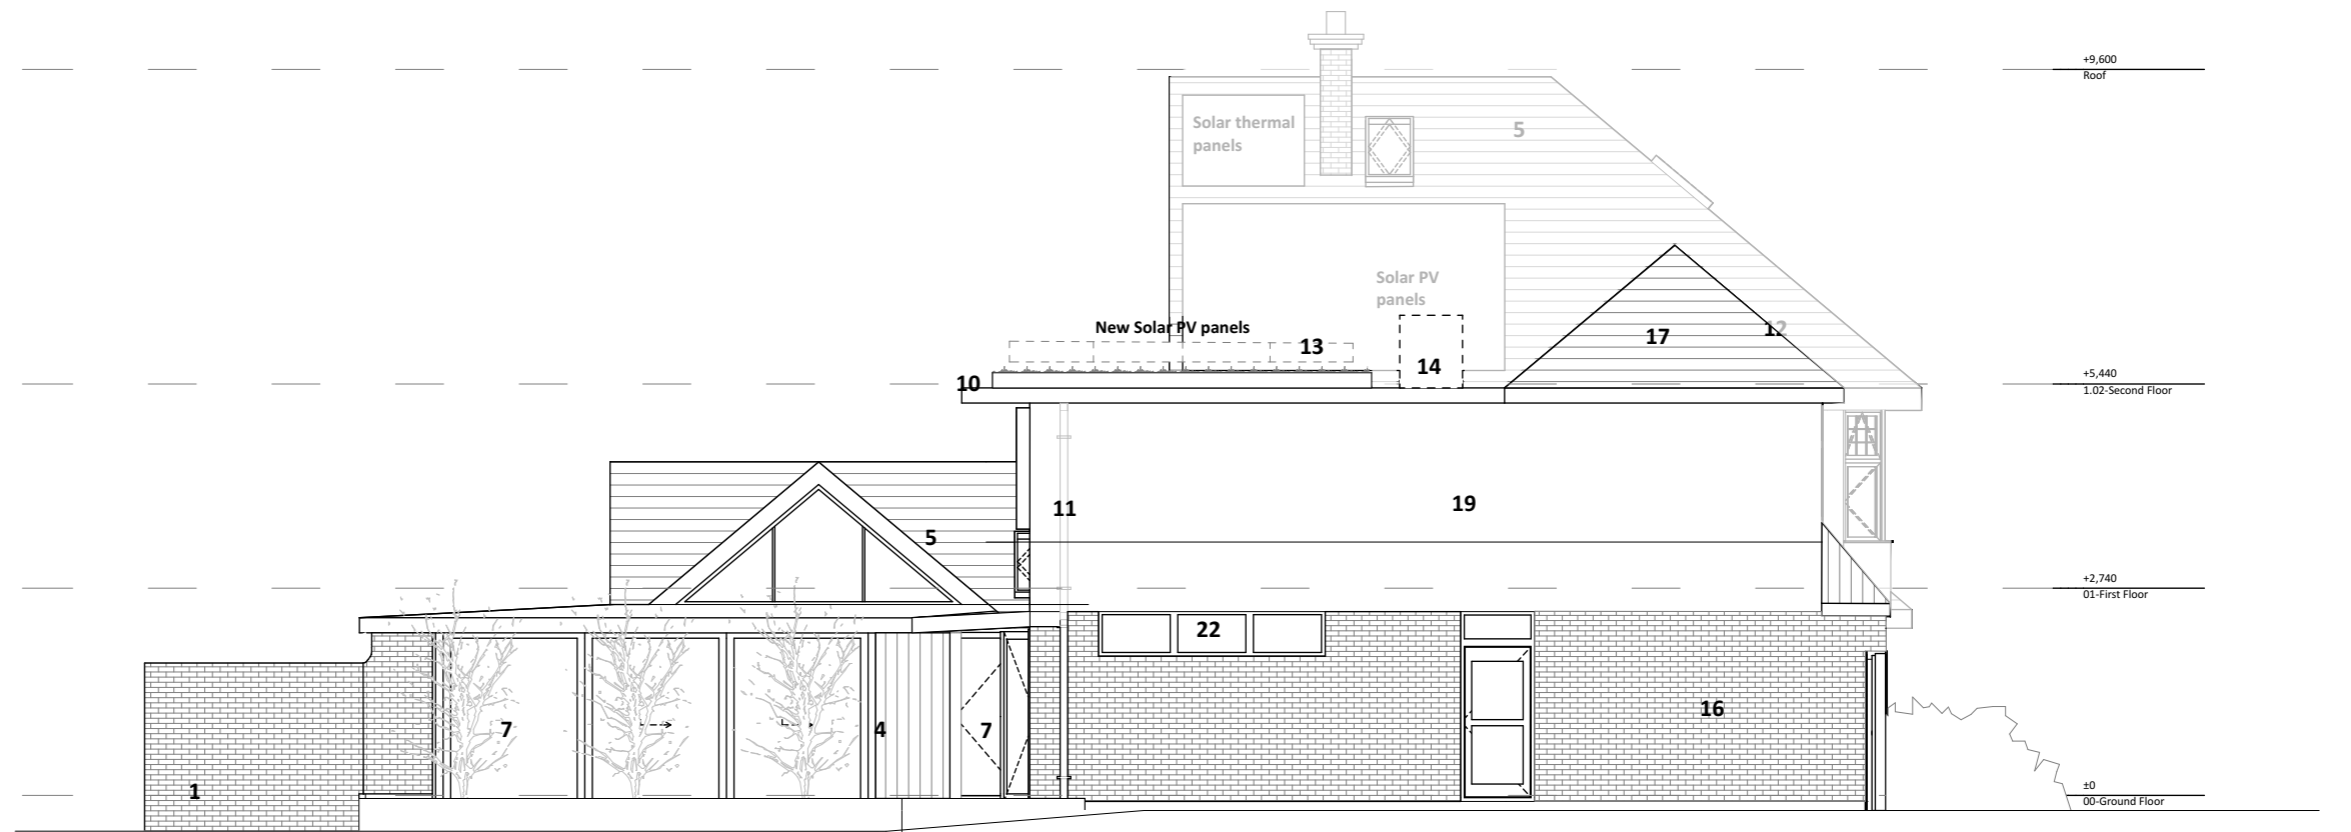 +9,600
Roof
Solar thermal
panels
5
Solar PV
panels
New Solar PV panels
13
14
17
12
10
+5,440
1.02-Second Floor
11
19
5
+2,740
01-First Floor
22
7
4
7
16
1
±0
00-Ground Floor